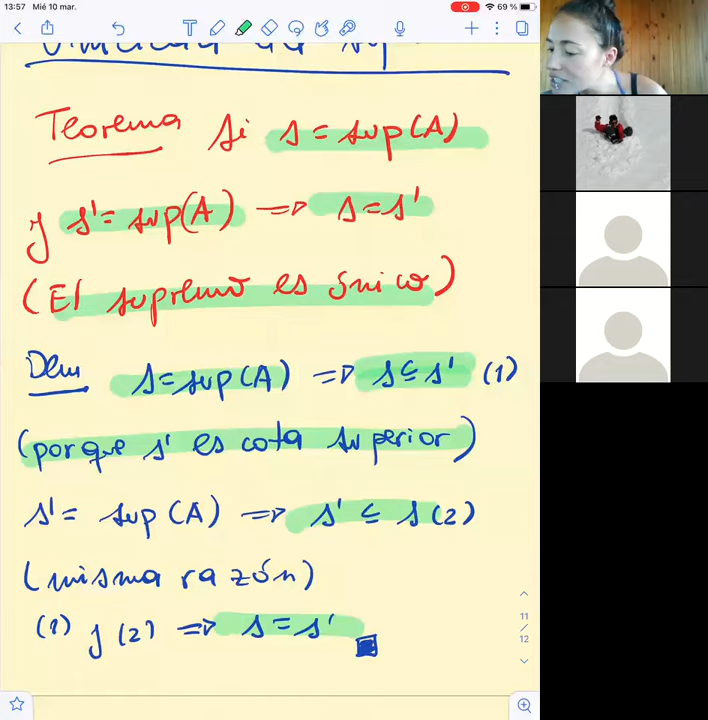 13:57 Mié 10 mar.
69 %
Teorema Si s = sup(A)
y s' = sup(A) ⇒ s = s'
(El supremo es único)
Dem s = sup(A) ⇒ s ≤ s' (1)
(porque s' es cota superior)
s' = sup(A) ⇒ s' ≤ s (2)
(misma razón)
(1) y (2) ⇒ s = s'
11
/
12